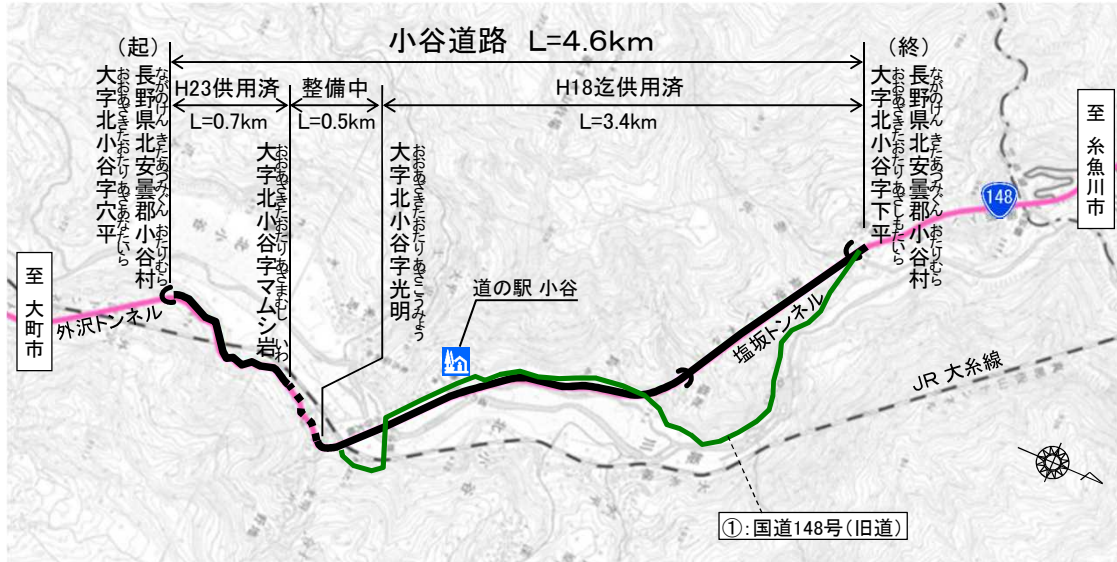 小谷道路 L=4.6km
（起）
長野県北安曇郡小谷村
ながのけん きたあづみぐん おたりむら
大字北小谷字穴平
おおあざきたおたりあざあなたいら
（終）
長野県北安曇郡小谷村
ながのけん きたあづみぐん おたりむら
大字北小谷字下平
おおあざきたおたりあざしもたいら
H23供用済
L=0.7km
整備中
L=0.5km
H18迄供用済
L=3.4km
大字北小谷字マムシ岩
おおあざきたおたりあざまむし いわ
大字北小谷字光明
おおあざきたおたりあざこうみょう
至 大町市
至 糸魚川市
148
外沢トンネル
道の駅 小谷
塩坂トンネル
JR 大糸線
①:国道148号(旧道)